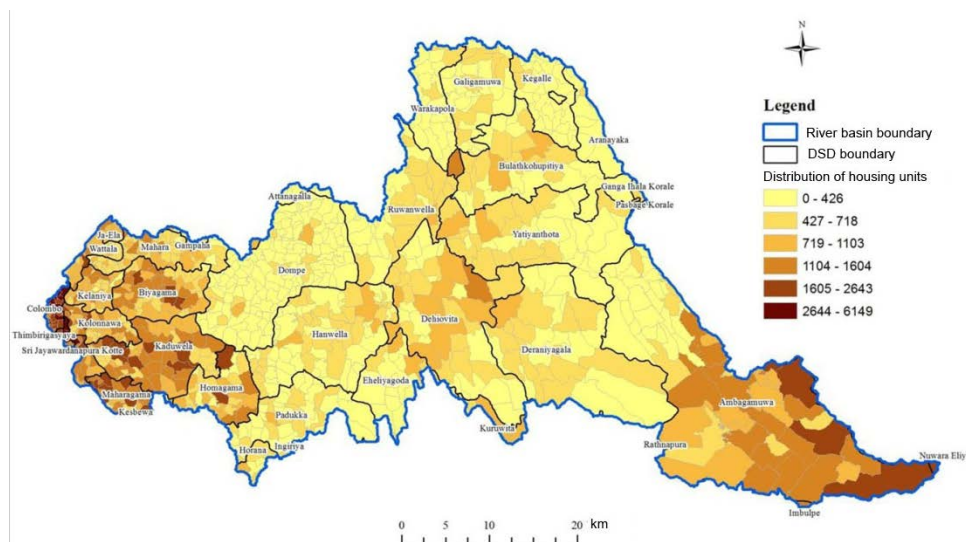 N
Legend
River basin boundary
DSD boundary
Distribution of housing units
0 - 426
427 - 718
719 - 1103
1104 - 1604
1605 - 2643
2644 - 6149
Galigamuwa
Kegalle
Warakapola
Aranayaka
Bulathkohupitiya
Ganga Ihala Korale
Pasbage Korale
Attanagalla
Ruwanwella
Yatiyanthota
Ja-Ela
Wattala
Mahara
Gampaha
Dompe
Kelaniya
Biyagama
Colombo
Kolonnawa
Dehiovita
Thimbirigasyaya
Hanwella
Sri Jayawardanapura Kotte
Kaduwela
Deraniyagala
Homagama
Eheliyagoda
Maharagama
Kesbewa
Padukka
Ambagamuwa
Kuruwita
Horana
Ingiriya
Rathnapura
Nuwara Eliy
Imbulpe
0 5 10 20 km